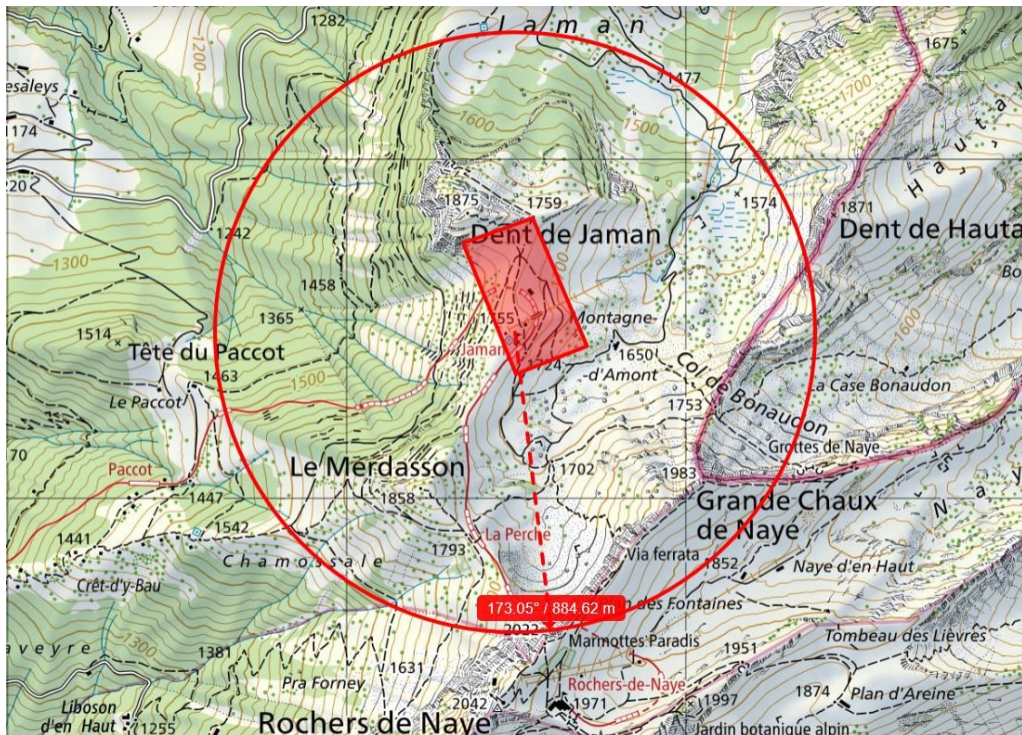 1282
J a m a n
1675
1200
1477
1700
esaleys
1174
1600
1500
H a u t a
20
1875
1759
1574
1871
1242
Dent de Jaman
Dent de Hauta
1300
1458
1365
1755
Montagne-
1600
1514
Jaman
Tête du Paccot
1650
-d'Amont
Col de Bonaudon
1463
1500
La Case Bonaudon
Le Paccot
1753
70
Grottes de Naye
Paccot
Le Merdasson
1702
1983
1447
1858
Grande Chaux
de Naye
N a y
1542
1441
La Perche
1793
Via ferrata
1852
Chamossale
Naye d'en Haut
Crêt-d'y-Bau
173.05° / 884.62 m
des Fontaines
2022
Marmottes Paradis
Tombeau des Lièvres
aveyre
1300
1381
1951
1631
Pra Forney
Rochers-de-Naye
1874
Plan d'Areine
Liboson
d'en Haut
1255
2042
1971
1997
Rochers de Naye
Jardin botanique alpin